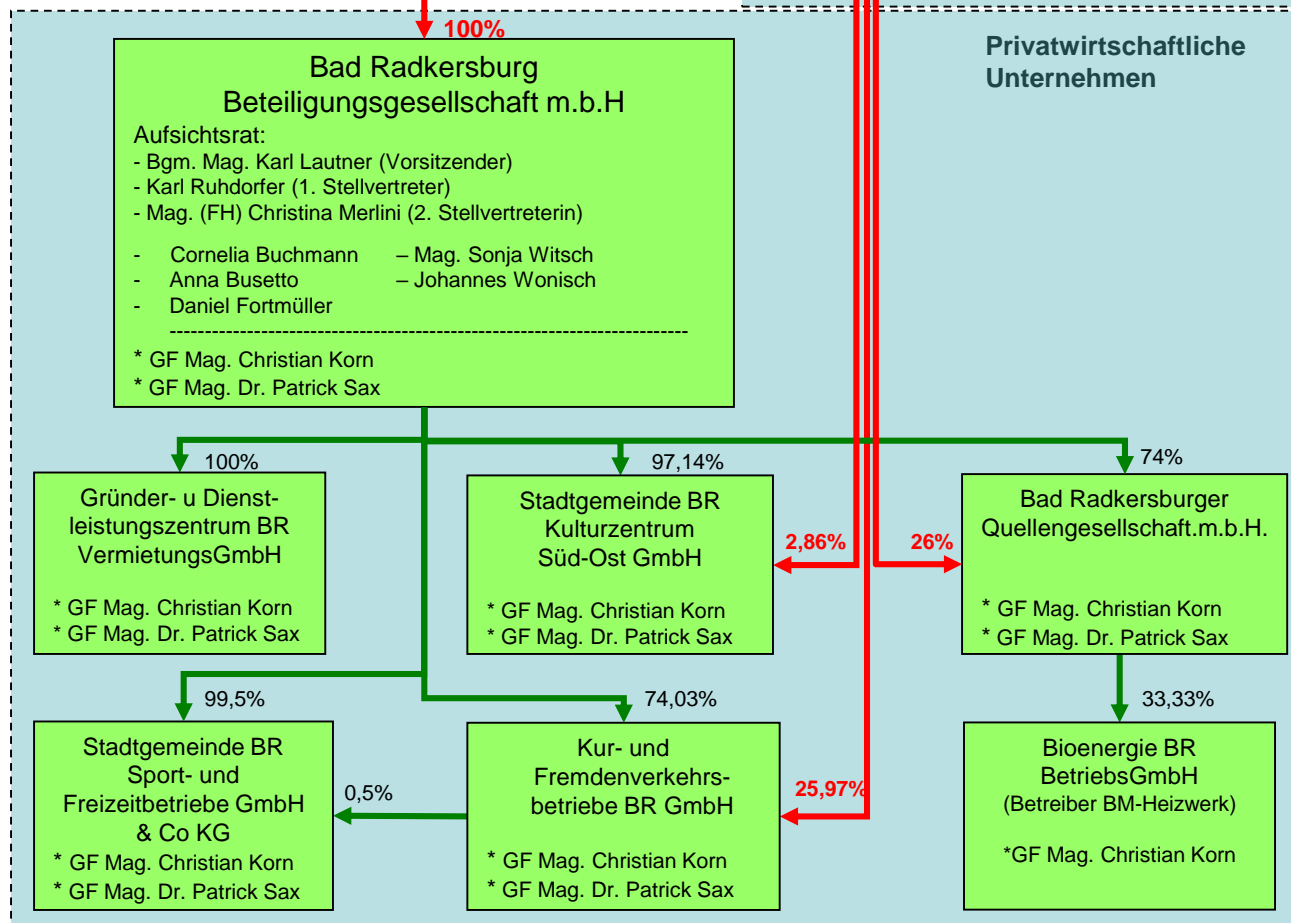 100%
Privatwirtschaftliche
Unternehmen
Bad Radkersburg
Beteiligungsgesellschaft m.b.H
Aufsichtsrat:
- Bgm. Mag. Karl Lautner (Vorsitzender)
- Karl Ruhdorfer (1. Stellvertreter)
- Mag. (FH) Christina Merlini (2. Stellvertreterin)
- Cornelia Buchmann – Mag. Sonja Witsch
- Anna Busetto – Johannes Wonisch
- Daniel Fortmüller
-------------------------------------------------------------------------
* GF Mag. Christian Korn
* GF Mag. Dr. Patrick Sax
100%
Gründer- u Dienst-
leistungszentrum BR
VermietungsGmbH
* GF Mag. Christian Korn
* GF Mag. Dr. Patrick Sax
97,14%
Stadtgemeinde BR
Kulturzentrum
Süd-Ost GmbH
* GF Mag. Christian Korn
* GF Mag. Dr. Patrick Sax
2,86%
26%
74%
Bad Radkersburger
Quellengesellschaft.m.b.H.
* GF Mag. Christian Korn
* GF Mag. Dr. Patrick Sax
99,5%
Stadtgemeinde BR
Sport- und
Freizeitbetriebe GmbH
& Co KG
* GF Mag. Christian Korn
* GF Mag. Dr. Patrick Sax
0,5%
74,03%
Kur- und
Fremdenverkehrs-
betriebe BR GmbH
* GF Mag. Christian Korn
* GF Mag. Dr. Patrick Sax
25,97%
33,33%
Bioenergie BR
BetriebsGmbH
(Betreiber BM-Heizwerk)
*GF Mag. Christian Korn